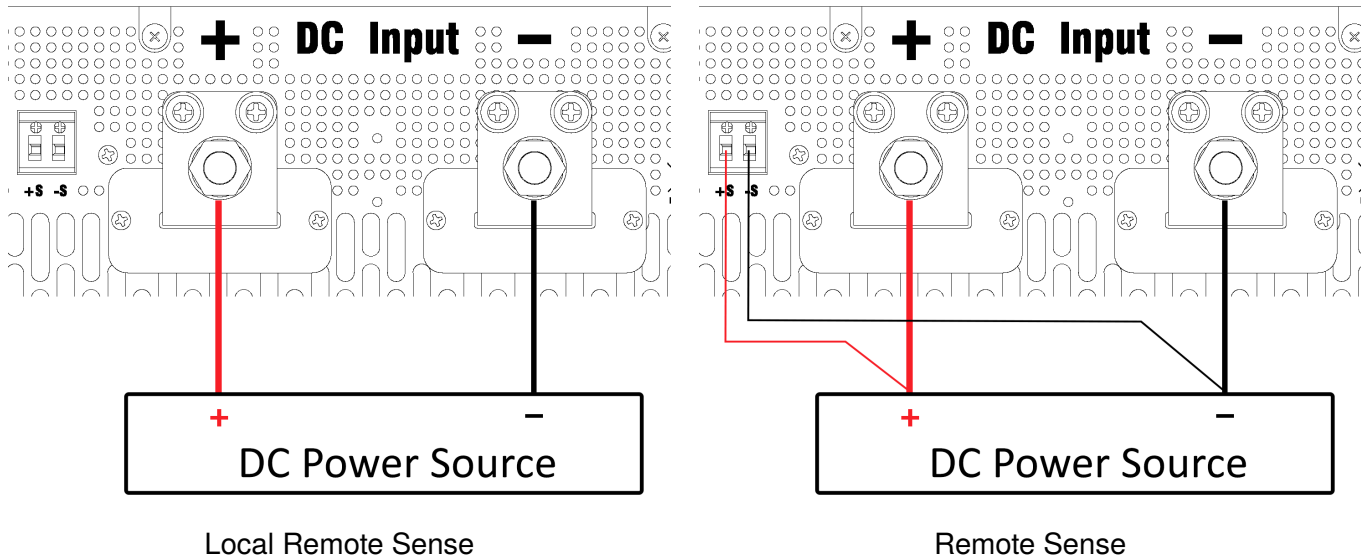 + DC Input −
+S -S
+ −
DC Power Source
Local Remote Sense
+ DC Input −
+S -S
+ −
DC Power Source
Remote Sense